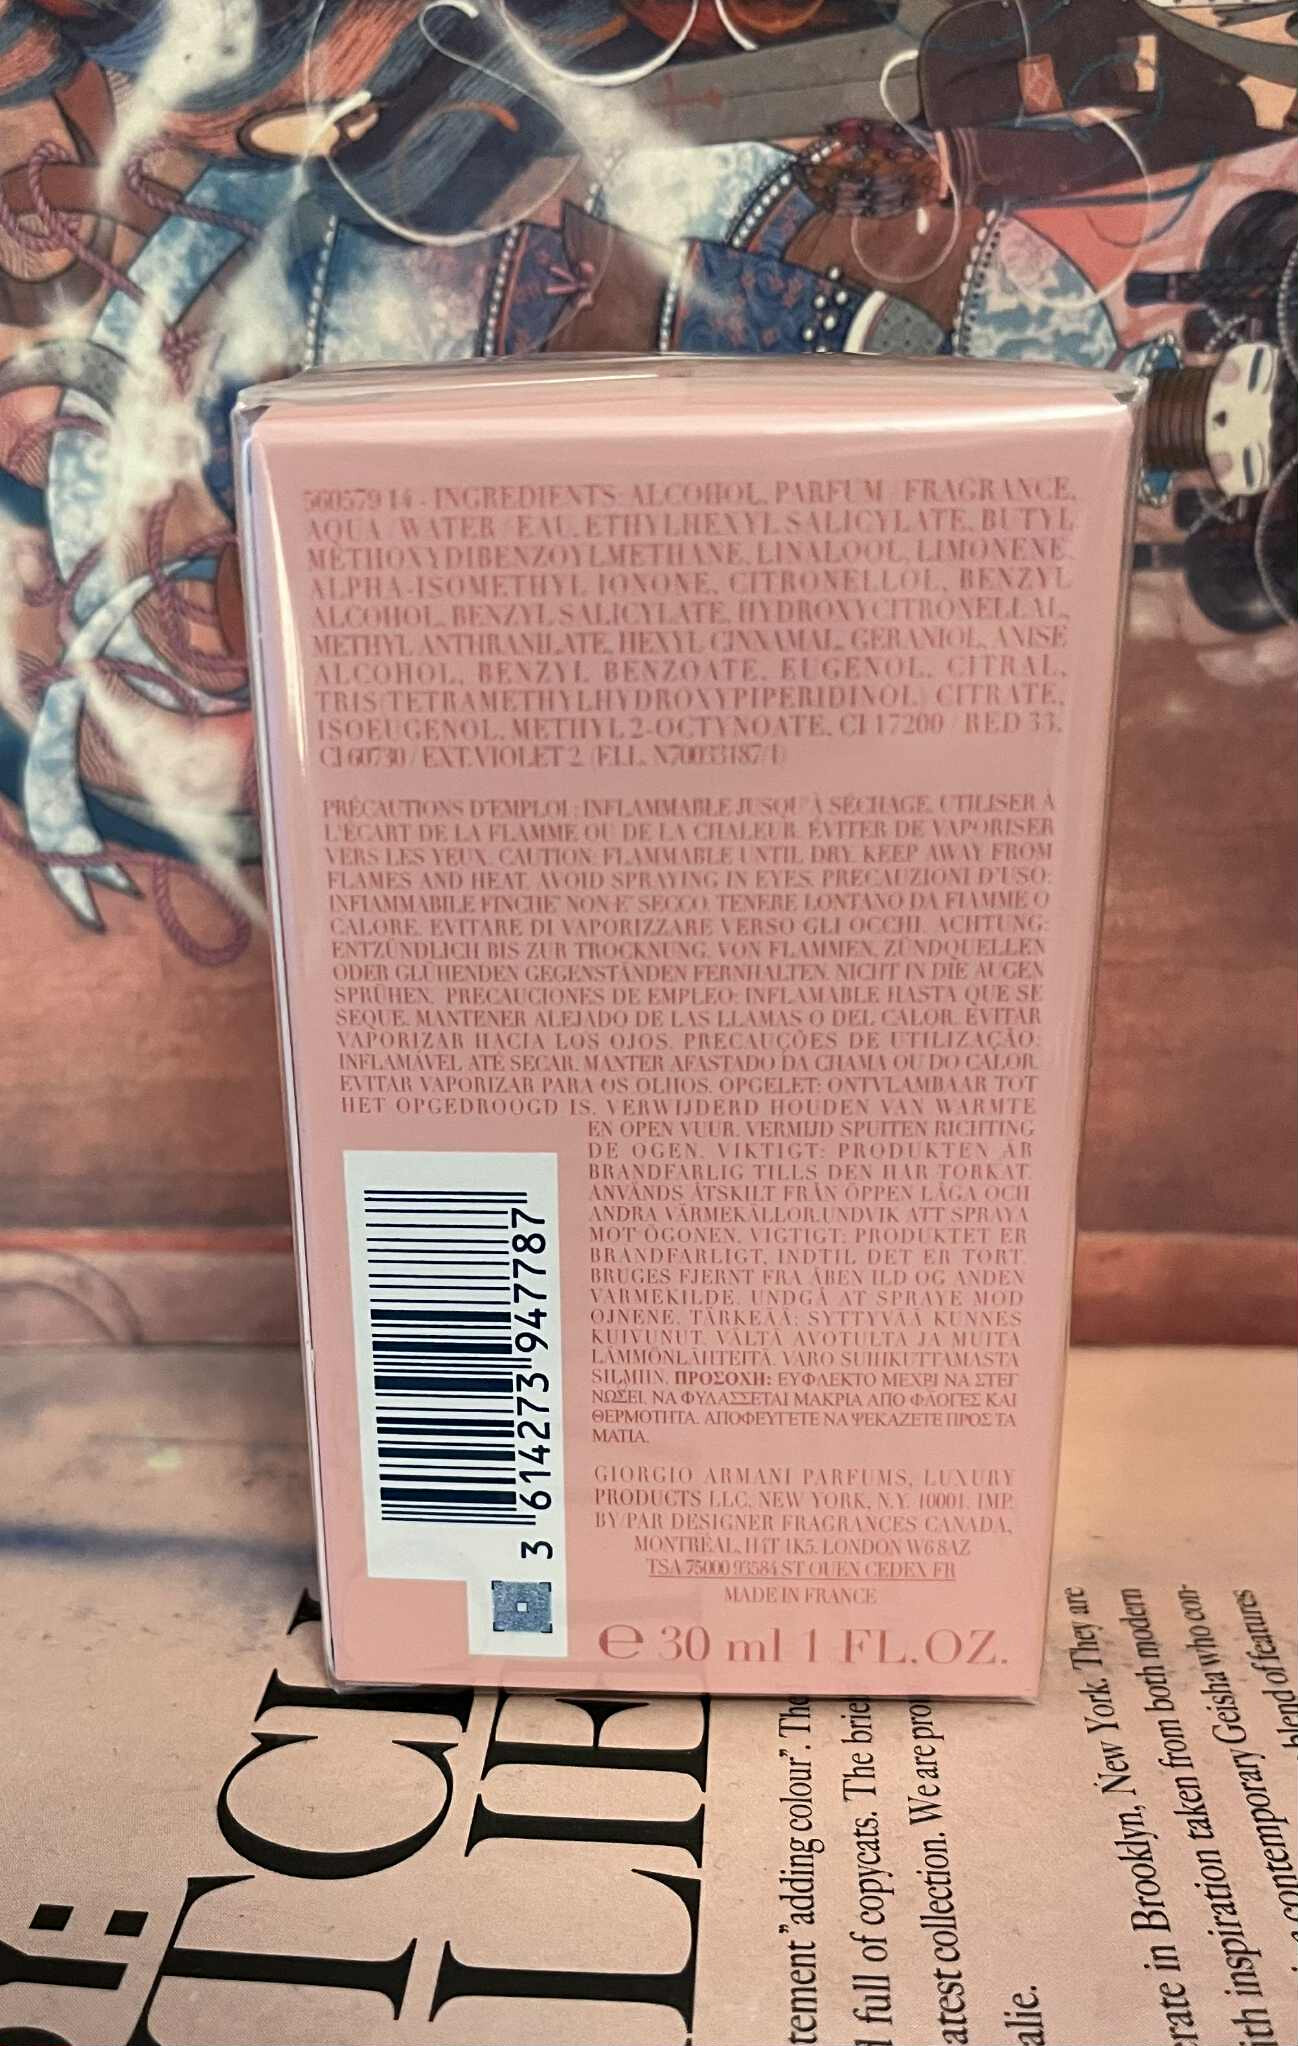 560579 14 - INGREDIENTS: ALCOHOL, PARFUM / FRAGRANCE,
AQUA / WATER / EAU, ETHYLHEXYL SALICYLATE, BUTYL
METHOXYDIBENZOYLMETHANE, LINALOOL, LIMONENE,
ALPHA-ISOMETHYL IONONE, CITRONELLOL, BENZYL
ALCOHOL, BENZYL SALICYLATE, HYDROXYCITRONELLAL,
METHYL ANTHRANILATE, HEXYL CINNAMAL, GERANIOL, ANISE
ALCOHOL, BENZYL BENZOATE, EUGENOL, CITRAL,
TRIS(TETRAMETHYLHYDROXYPIPERIDINOL) CITRATE,
ISOEUGENOL, METHYL 2-OCTYNOATE, CI 17200 / RED 33,
CI 60730 / EXT.VIOLET 2. (F.I.L. N70033187/1)
PRÉCAUTIONS D'EMPLOI : INFLAMMABLE JUSQU'À SÉCHAGE. UTILISER À
L'ÉCART DE LA FLAMME OU DE LA CHALEUR. ÉVITER DE VAPORISER
VERS LES YEUX. CAUTION: FLAMMABLE UNTIL DRY. KEEP AWAY FROM
FLAMES AND HEAT. AVOID SPRAYING IN EYES. PRECAUZIONI D'USO:
INFIAMMABILE FINCHE' NON E' SECCO. TENERE LONTANO DA FIAMME O
CALORE. EVITARE DI VAPORIZZARE VERSO GLI OCCHI. ACHTUNG:
ENTZÜNDLICH BIS ZUR TROCKNUNG. VON FLAMMEN, ZÜNDQUELLEN
ODER GLÜHENDEN GEGENSTÄNDEN FERNHALTEN. NICHT IN DIE AUGEN
SPRÜHEN. PRECAUCIONES DE EMPLEO: INFLAMABLE HASTA QUE SE
SEQUE. MANTENER ALEJADO DE LAS LLAMAS O DEL CALOR. EVITAR
VAPORIZAR HACIA LOS OJOS. PRECAUÇÕES DE UTILIZAÇÃO:
INFLAMÁVEL ATÉ SECAR. MANTER AFASTADO DA CHAMA OU DO CALOR.
EVITAR VAPORIZAR PARA OS OLHOS. OPGELET: ONTVLAMBAAR TOT
HET OPGEDROOGD IS. VERWIJDERD HOUDEN VAN WARMTE
EN OPEN VUUR. VERMIJD SPUITEN RICHTING
DE OGEN. VIKTIGT: PRODUKTEN ÄR
BRANDFARLIG TILLS DEN HAR TORKAT.
ANVÄNDS ÅTSKILT FRÅN ÖPPEN LÅGA OCH
ANDRA VÄRMEKÄLLOR.UNDVIK ATT SPRAYA
MOT ÖGONEN. VIGTIGT: PRODUKTET ER
BRANDFARLIGT, INDTIL DET ER TØRT.
BRUGES FJERNT FRA ÅBEN ILD OG ANDEN
VARMEKILDE. UNDGÅ AT SPRAYE MOD
ØJNENE. TÄRKEÄÄ: SYTTYVÄÄ KUNNES
KUIVUNUT. VÄLTÄ AVOTULTA JA MUITA
LÄMMÖNLÄHTEITÄ. VARO SUIHKUTTAMASTA
SILMIIN. ΠΡΟΣΟΧΗ: ΕΥΦΛΕΚΤΟ ΜΕΧΡΙ ΝΑ ΣΤΕΓ
ΝΩΣΕΙ. ΝΑ ΦΥΛΑΣΣΕΤΑΙ ΜΑΚΡΙΑ ΑΠΟ ΦΛΟΓΕΣ ΚΑΙ
ΘΕΡΜΟΤΗΤΑ. ΑΠΟΦΕΥΓΕΤΕ ΝΑ ΨΕΚΑΖΕΤΕ ΠΡΟΣ ΤΑ
ΜΑΤΙΑ.
GIORGIO ARMANI PARFUMS, LUXURY
PRODUCTS LLC, NEW YORK, N.Y. 10001. IMP.
BY/PAR DESIGNER FRAGRANCES CANADA,
MONTRÉAL, H4T 1K5. LONDON W6 8AZ
TSA 75000 93584 ST OUEN CEDEX FR
MADE IN FRANCE
e 30 ml 1 FL.OZ.
3 614273 947787
tement "adding colour". The
full of copycats. The brie
atest collection. We are pro
alie.
New York. They are
erate in Brooklyn,
ith inspiration taken from both modern
contemporary Geisha who con-
blend of features